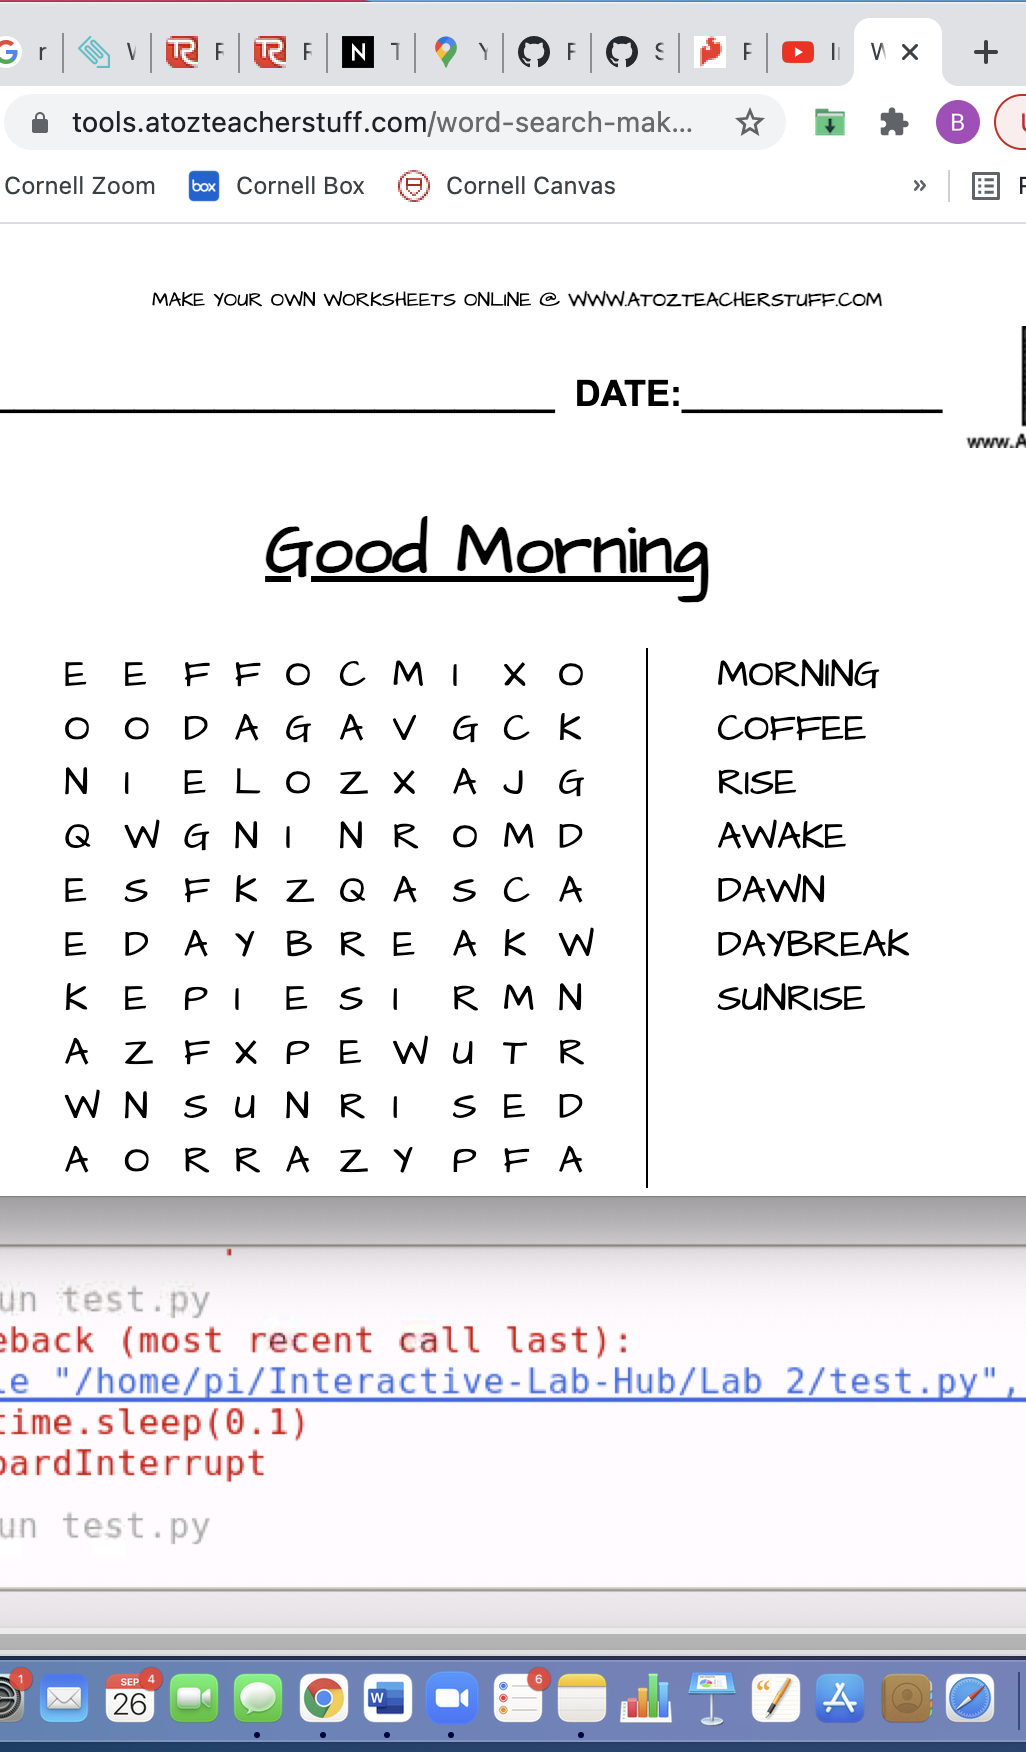 tools.atozteacherstuff.com/word-search-mak...
B
Cornell Zoom box Cornell Box Cornell Canvas »
MAKE YOUR OWN WORKSHEETS ONLINE @ WWW.ATOZTEACHERSTUFF.COM
DATE:
www.A
Good Morning
E E F F O C M I X O
O O D A G A V G C K
N I E L O Z X A J G
Q W G N I N R O M D
E S F K Z Q A S C A
E D A Y B R E A K W
K E P I E S I R M N
A Z F X P E W U T R
W N S U N R I S E D
A O R R A Z Y P F A
MORNING
COFFEE
RISE
AWAKE
DAWN
DAYBREAK
SUNRISE
un test.py
eback (most recent call last):
le "/home/pi/Interactive-Lab-Hub/Lab 2/test.py",
time.sleep(0.1)
oardInterrupt
un test.py
1 SEP 4 26 W 6